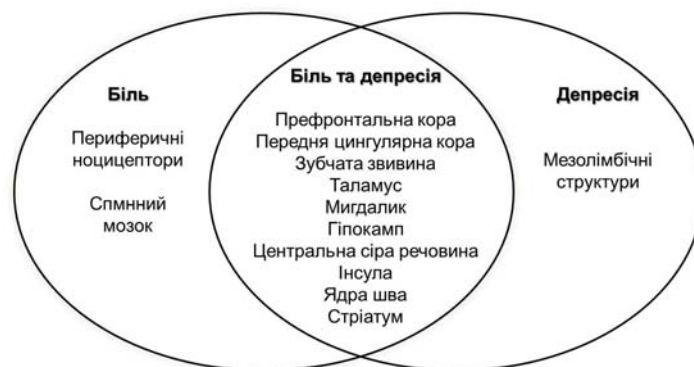 Біль
Периферичні
ноцицептори
Спмнний
мозок
Біль та депресія
Префронтальна кора
Передня цингулярна кора
Зубчата звивина
Таламус
Мигдалик
Гіпокамп
Центральна сіра речовина
Інсула
Ядра шва
Стріатум
Депресія
Мезолімбічні
структури